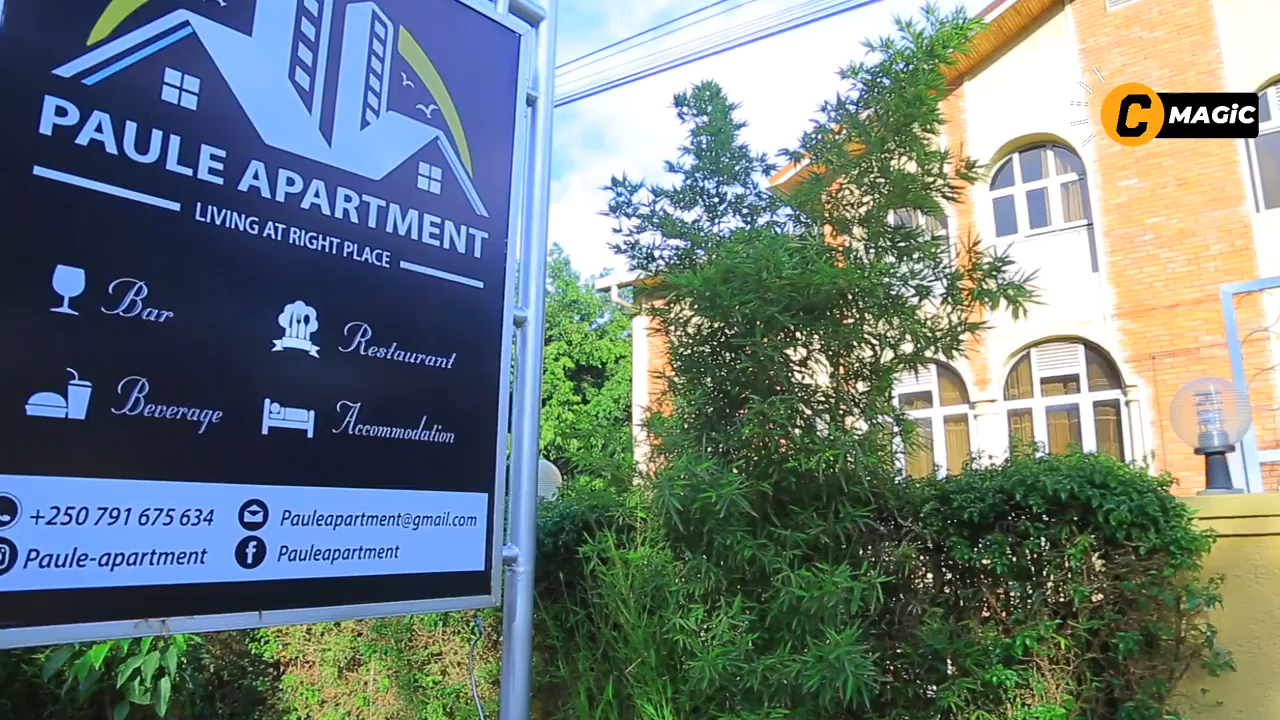 C MAGiC
PAULE APARTMENT
LIVING AT RIGHT PLACE
Bar
Restaurant
Beverage
Accommodation
+250 791 675 634
Pauleapartment@gmail.com
Paule-apartment
Pauleapartment